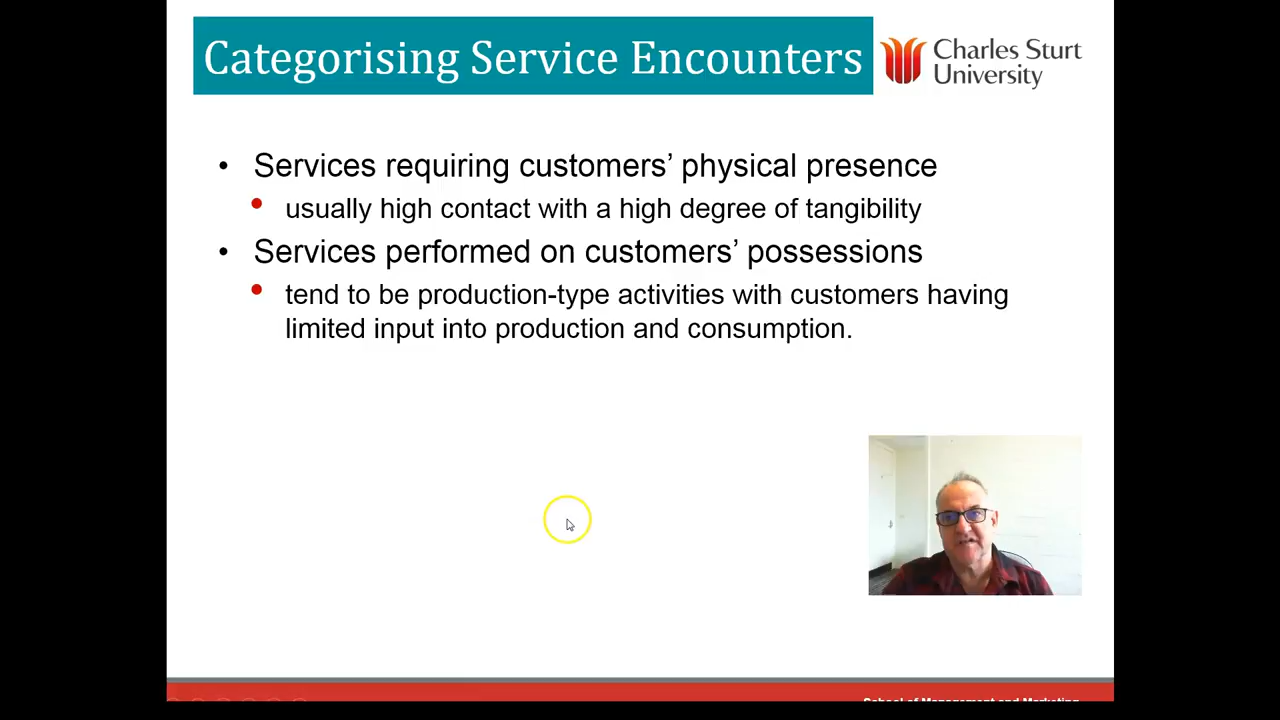 Categorising Service Encounters
Charles Sturt
University
• Services requiring customers’ physical presence
• usually high contact with a high degree of tangibility
• Services performed on customers’ possessions
• tend to be production-type activities with customers having
limited input into production and consumption.
School of Management and Marketing